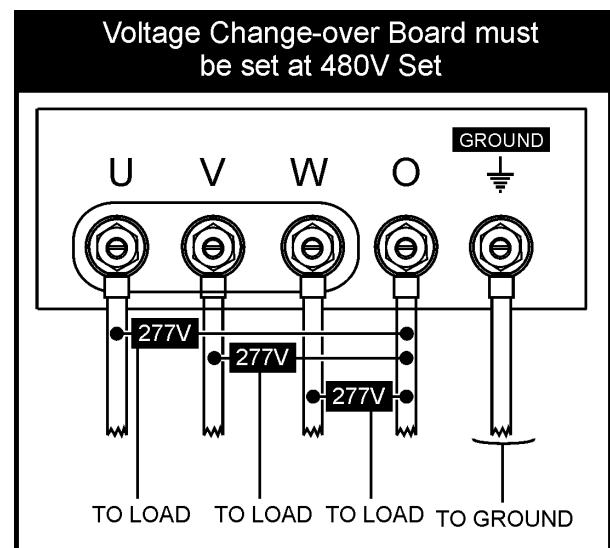 Voltage Change-over Board must
be set at 480V Set
GROUND
U V W O
277V
277V
277V
TO LOAD TO LOAD TO LOAD TO GROUND